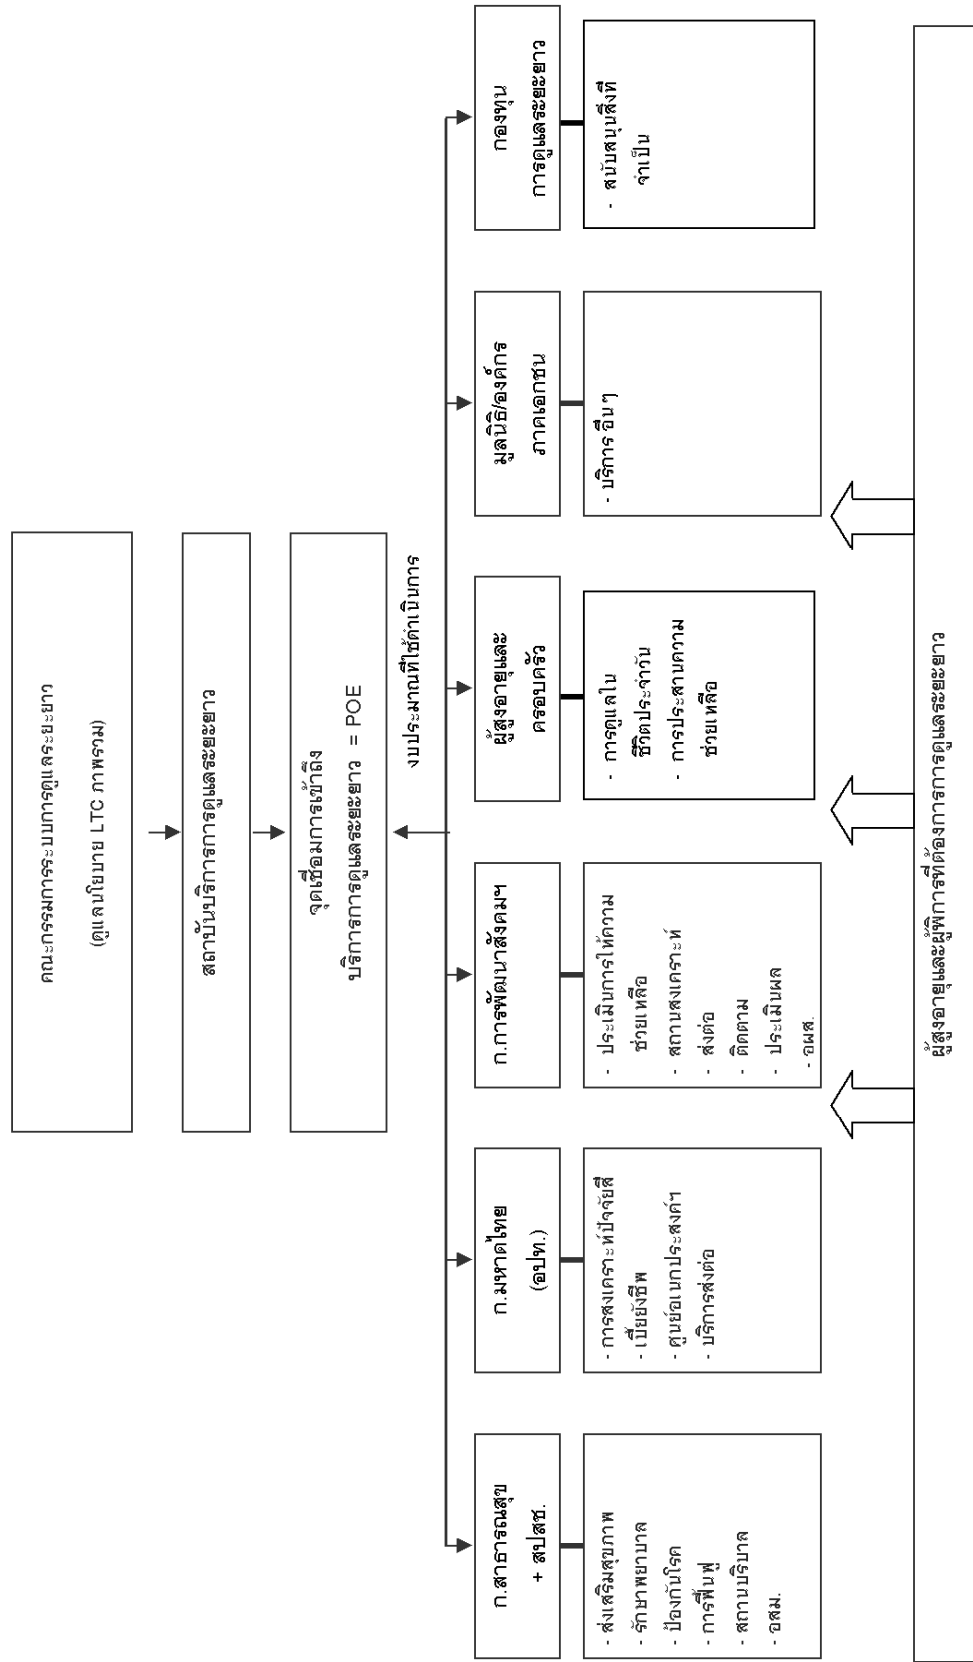 คณะกรรมการระบบการดูแลระยะยาว
(ดูแลนโยบาย LTC ภาพรวม)
สถาบันบริการการดูแลระยะยาว
จุดเชื่อมการเข้าถึง
บริการการดูแลระยะยาว = POE
งบประมาณที่ใช้ดำเนินการ
ก.สาธารณสุข
+ สปสช.
- ส่งเสริมสุขภาพ
- รักษาพยาบาล
- ป้องกันโรค
- การฟื้นฟู
- สถานบริบาล
- อสม.
ก.มหาดไทย
(อปท.)
- การสงเคราะห์ปัจจัยสี่
- เบี้ยยังชีพ
- ศูนย์อเนกประสงค์ฯ
- บริการส่งต่อ
ก.การพัฒนาสังคมฯ
- ประเมินการให้ความ
ช่วยเหลือ
- สถานสงเคราะห์
- ส่งต่อ
- ติดตาม
- ประเมินผล
- อผส.
ผู้สูงอายุและ
ครอบครัว
- การดูแลใน
ชีวิตประจำวัน
- การประสานความ
ช่วยเหลือ
มูลนิธิ/องค์กร
ภาคเอกชน
- บริการ อื่นๆ
กองทุน
การดูแลระยะยาว
- สนับสนุนสิ่งที่
จำเป็น
ผู้สูงอายุและผู้พิการที่ต้องการการดูแลระยะยาว